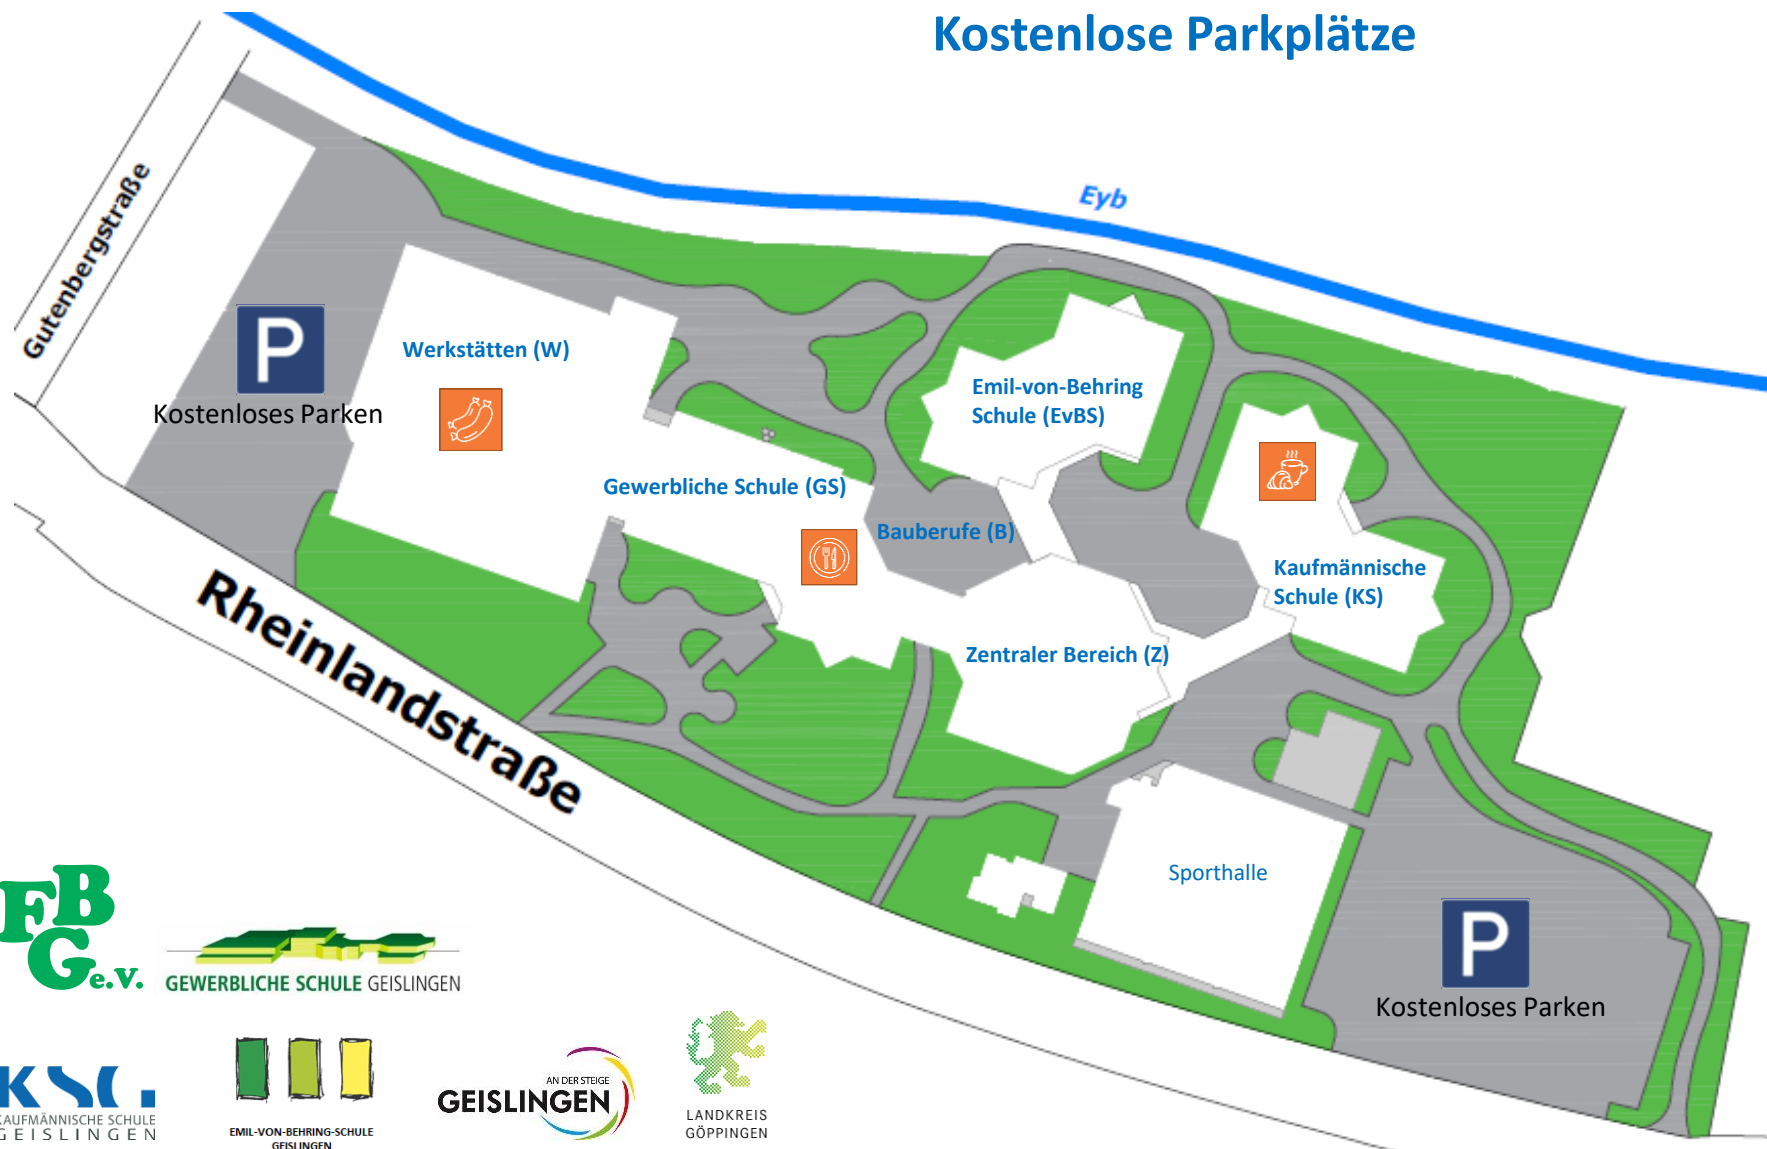 Kostenlose Parkplätze
Eyb
Gutenbergstraße
P
Kostenloses Parken
Werkstätten (W)
Emil-von-Behring
Schule (EvBS)
Gewerbliche Schule (GS)
Bauberufe (B)
Kaufmännische
Schule (KS)
Zentraler Bereich (Z)
Rheinlandstraße
Sporthalle
P
Kostenloses Parken
FBG e.V.
GEWERBLICHE SCHULE GEISLINGEN
KSG
KAUFMÄNNISCHE SCHULE
GEISLINGEN
EMIL-VON-BEHRING-SCHULE
GEISLINGEN
AN DER STEIGE
GEISLINGEN
LANDKREIS
GÖPPINGEN